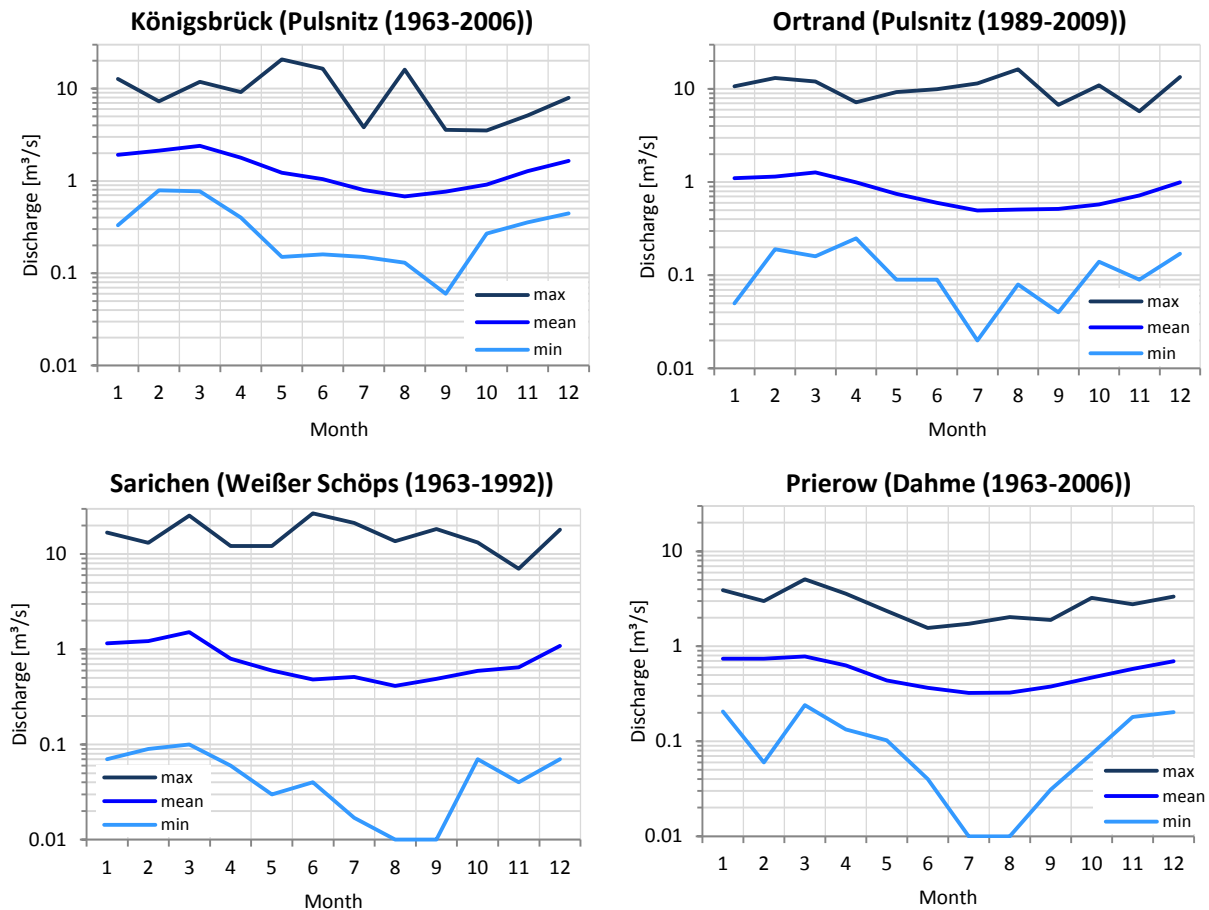 Königsbrück (Pulsnitz (1963-2006))
Discharge [m³/s]
10
1
0.1
0.01
max
mean
min
1 2 3 4 5 6 7 8 9 10 11 12
Month
Ortrand (Pulsnitz (1989-2009))
Discharge [m³/s]
10
1
0.1
0.01
max
mean
min
1 2 3 4 5 6 7 8 9 10 11 12
Month
Sarichen (Weißer Schöps (1963-1992))
Discharge [m³/s]
10
1
0.1
0.01
max
mean
min
1 2 3 4 5 6 7 8 9 10 11 12
Month
Prierow (Dahme (1963-2006))
Discharge [m³/s]
10
1
0.1
0.01
max
mean
min
1 2 3 4 5 6 7 8 9 10 11 12
Month